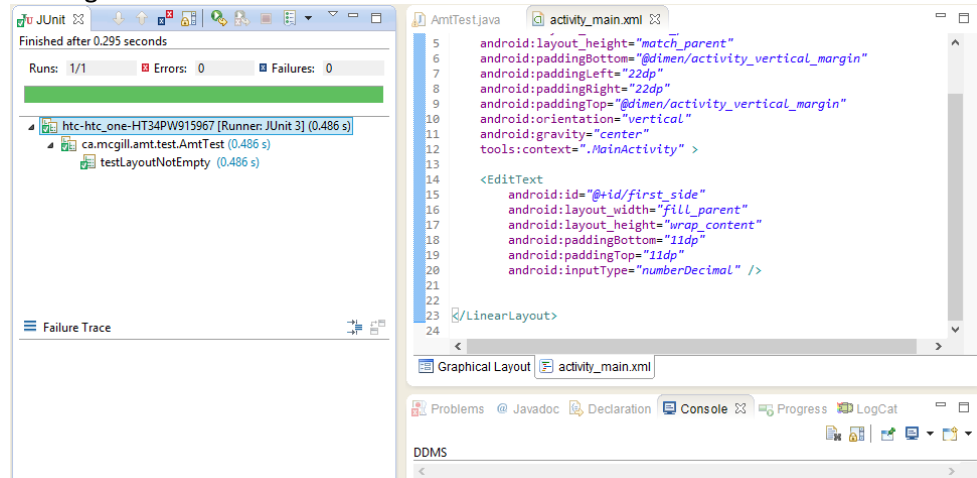 JUnit
Finished after 0.295 seconds
Runs: 1/1 Errors: 0 Failures: 0
htc-htc_one-HT34PW915967 [Runner: JUnit 3] (0.486 s)
ca.mcgill.amt.test.AmtTest (0.486 s)
testLayoutNotEmpty (0.486 s)
Failure Trace
AmtTest.java activity_main.xml
5 android:layout_height="match_parent"
6 android:paddingBottom="@dimen/activity_vertical_margin"
7 android:paddingLeft="22dp"
8 android:paddingRight="22dp"
9 android:paddingTop="@dimen/activity_vertical_margin"
10 android:orientation="vertical"
11 android:gravity="center"
12 tools:context=".MainActivity" >
13
14 <EditText
15 android:id="@+id/first_side"
16 android:layout_width="fill_parent"
17 android:layout_height="wrap_content"
18 android:paddingBottom="11dp"
19 android:paddingTop="11dp"
20 android:inputType="numberDecimal" />
21
22
23 </LinearLayout>
24
Graphical Layout activity_main.xml
Problems Javadoc Declaration Console Progress LogCat
DDMS